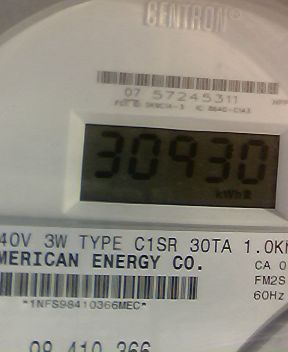 CENTRON®
07 57245311
30930
kWh
40V 3W TYPE C1SR 30TA 1.0K
MERICAN ENERGY CO.
CA 0
FM2S
60Hz
*1NFS98410366MEC*
98 410 366